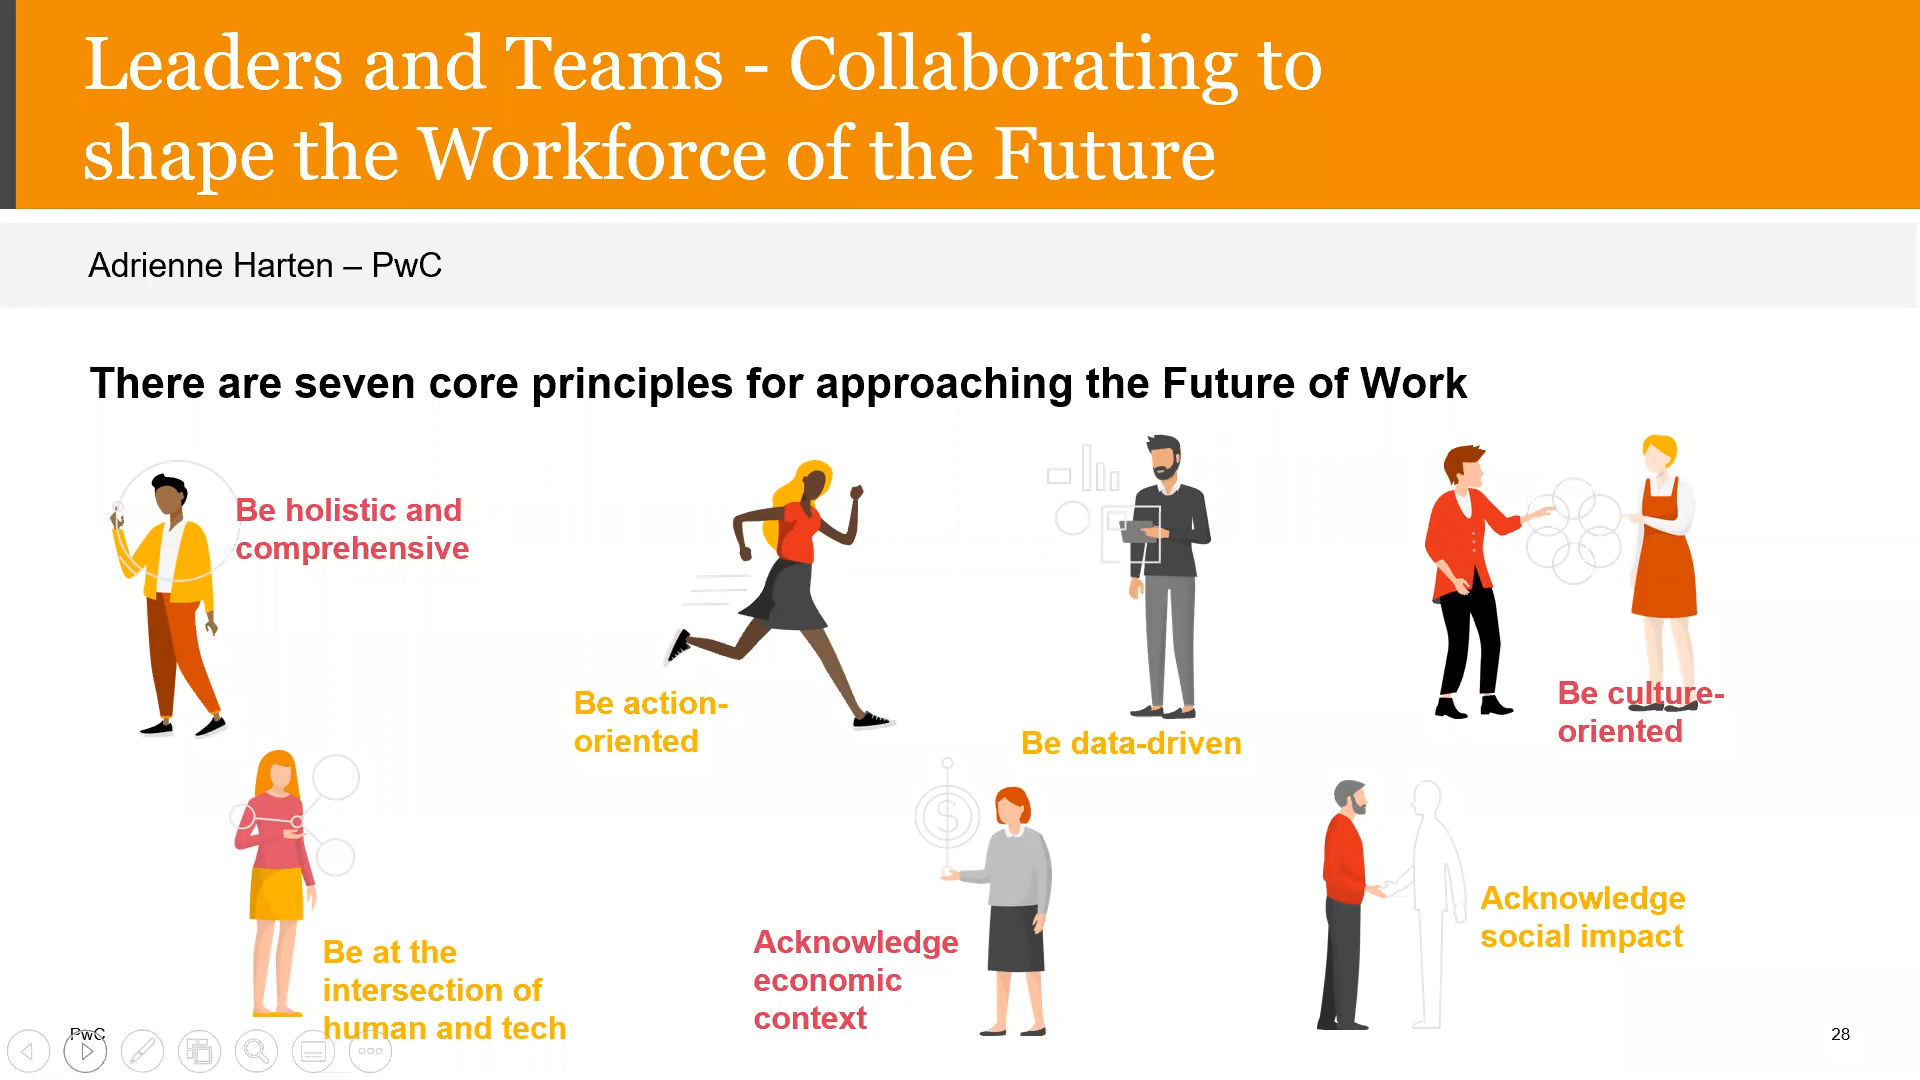 Leaders and Teams - Collaborating to
shape the Workforce of the Future
Adrienne Harten – PwC
There are seven core principles for approaching the Future of Work
Be holistic and
comprehensive
Be action-
oriented
Be data-driven
Be culture-
oriented
Be at the
intersection of
human and tech
$
Acknowledge
economic
context
Acknowledge
social impact
PwC
28